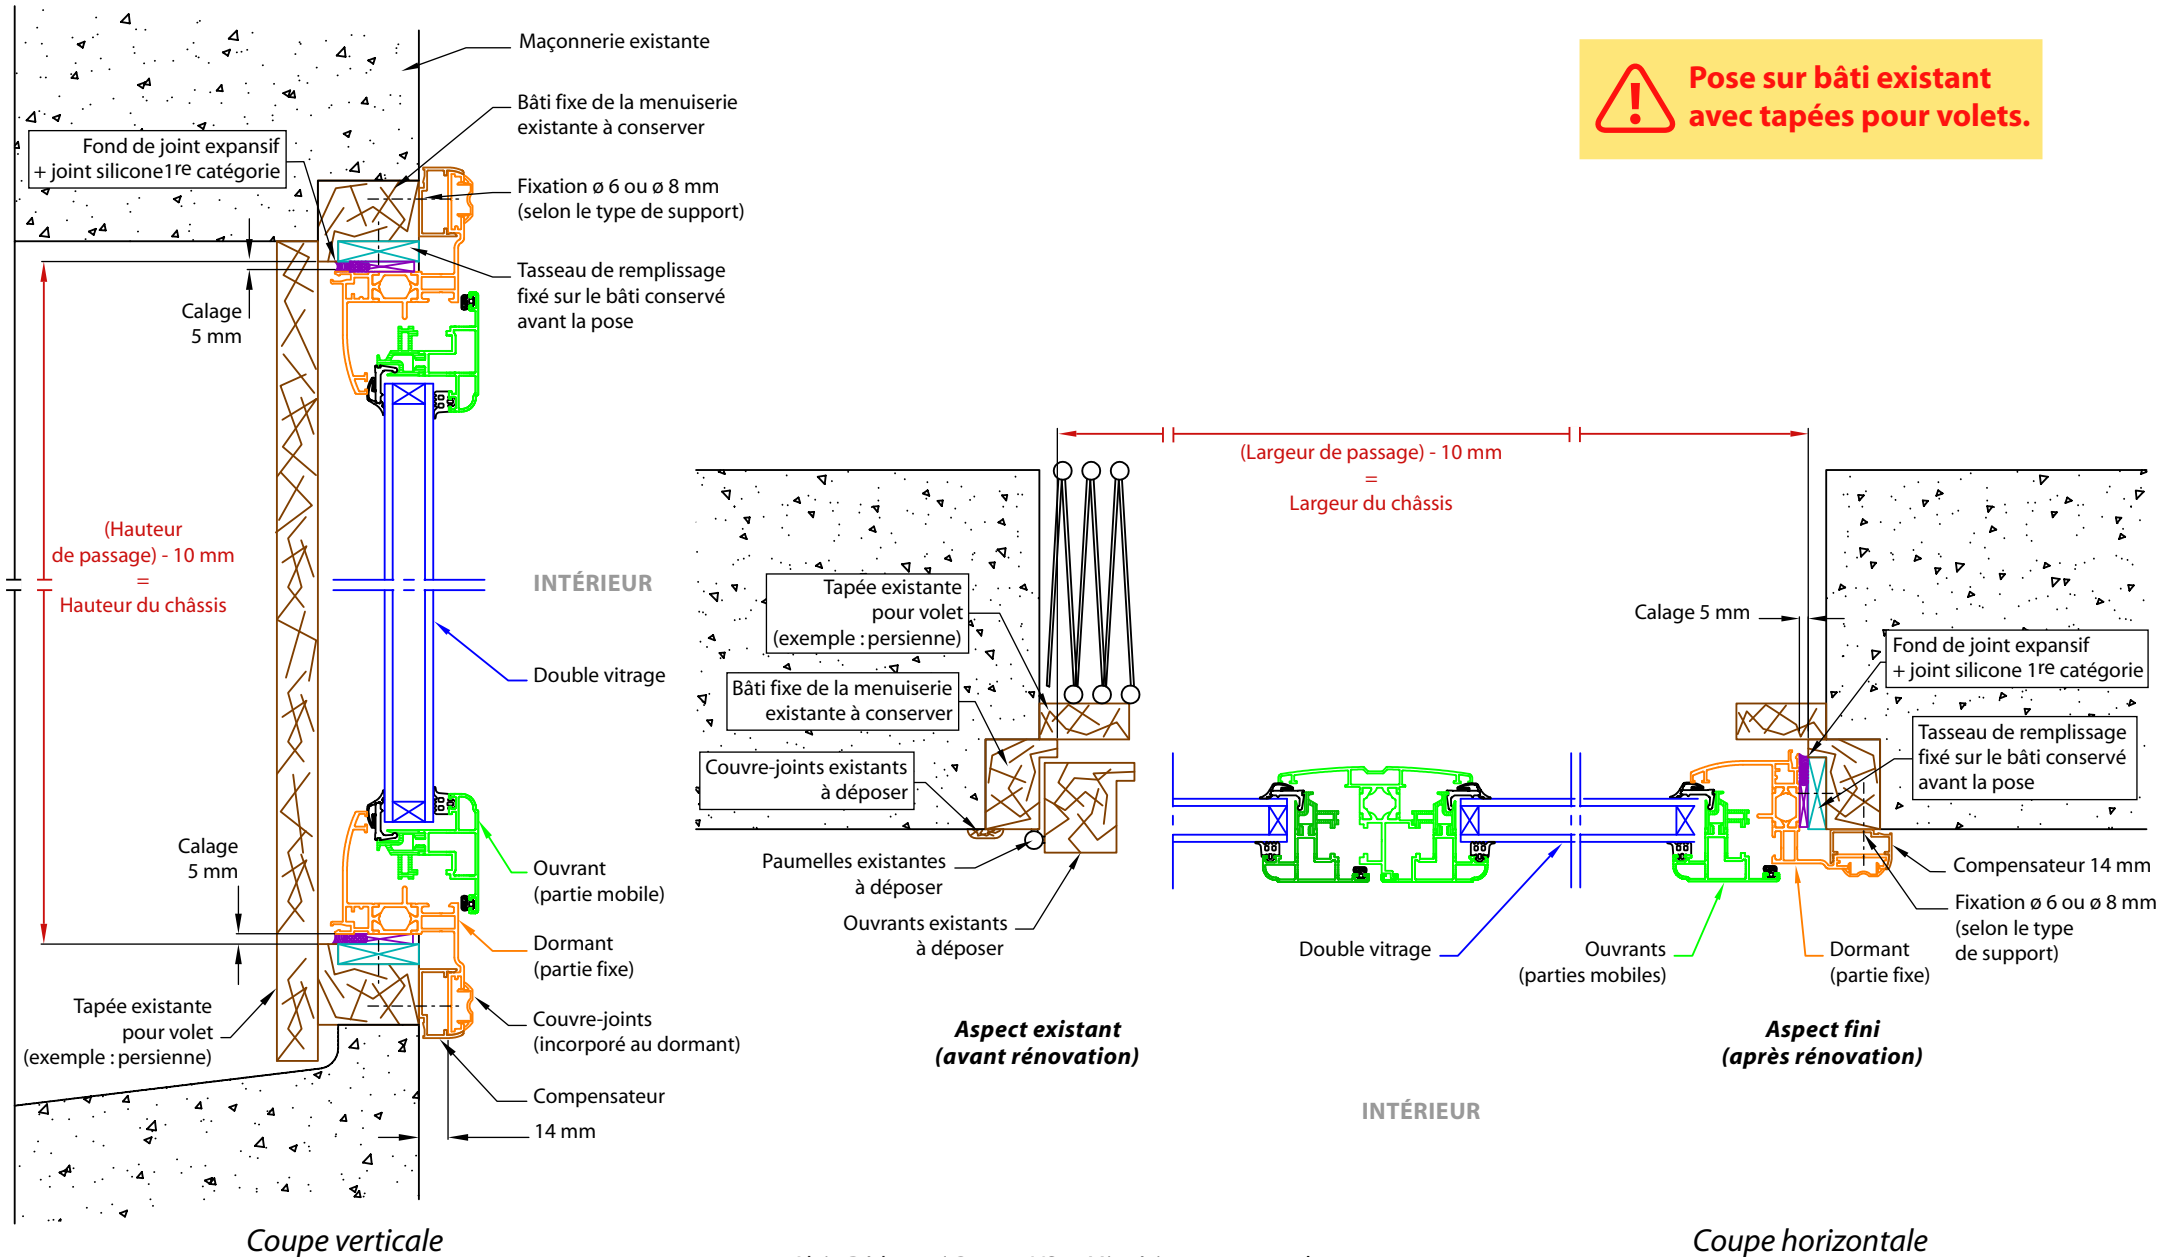 Maçonnerie existante
Bâti fixe de la menuiserie
existante à conserver
Fond de joint expansif
+ joint silicone1re catégorie
Fixation ø 6 ou ø 8 mm
(selon le type de support)
Tasseau de remplissage
fixé sur le bâti conservé
avant la pose
Calage
5 mm
(Hauteur
de passage) - 10 mm
=
Hauteur du châssis
INTÉRIEUR
Double vitrage
Calage
5 mm
Ouvrant
(partie mobile)
Dormant
(partie fixe)
Tapée existante
pour volet
(exemple : persienne)
Couvre-joints
(incorporé au dormant)
Compensateur
14 mm
Coupe verticale
Pose sur bâti existant
avec tapées pour volets.
(Largeur de passage) - 10 mm
=
Largeur du châssis
Tapée existante
pour volet
(exemple : persienne)
Bâti fixe de la menuiserie
existante à conserver
Couvre-joints existants
à déposer
Paumelles existantes
à déposer
Ouvrants existants
à déposer
Aspect existant
(avant rénovation)
Calage 5 mm
Fond de joint expansif
+ joint silicone 1re catégorie
Tasseau de remplissage
fixé sur le bâti conservé
avant la pose
Compensateur 14 mm
Fixation ø 6 ou ø 8 mm
(selon le type
de support)
Double vitrage
Ouvrants
(parties mobiles)
Dormant
(partie fixe)
Aspect fini
(après rénovation)
INTÉRIEUR
Coupe horizontale